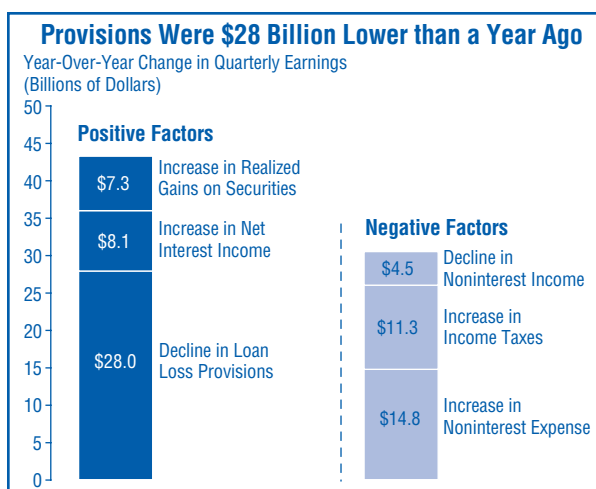 Provisions Were $28 Billion Lower than a Year Ago
Year-Over-Year Change in Quarterly Earnings
(Billions of Dollars)
50
45
40
35
30
25
20
15
10
5
0
Positive Factors
$7.3
Increase in Realized
Gains on Securities
$8.1
Increase in Net
Interest Income
$28.0
Decline in Loan
Loss Provisions
Negative Factors
$4.5
Decline in
Noninterest Income
$11.3
Increase in
Income Taxes
$14.8
Increase in
Noninterest Expense